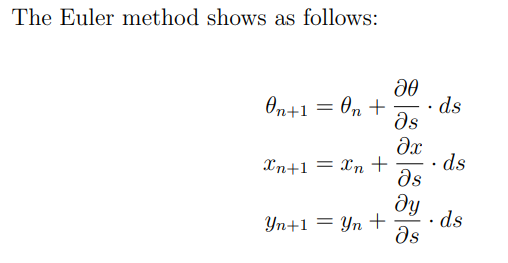 The Euler method shows as follows:
θ_{n+1} = θ_n + ∂θ/∂s · ds
x_{n+1} = x_n + ∂x/∂s · ds
y_{n+1} = y_n + ∂y/∂s · ds